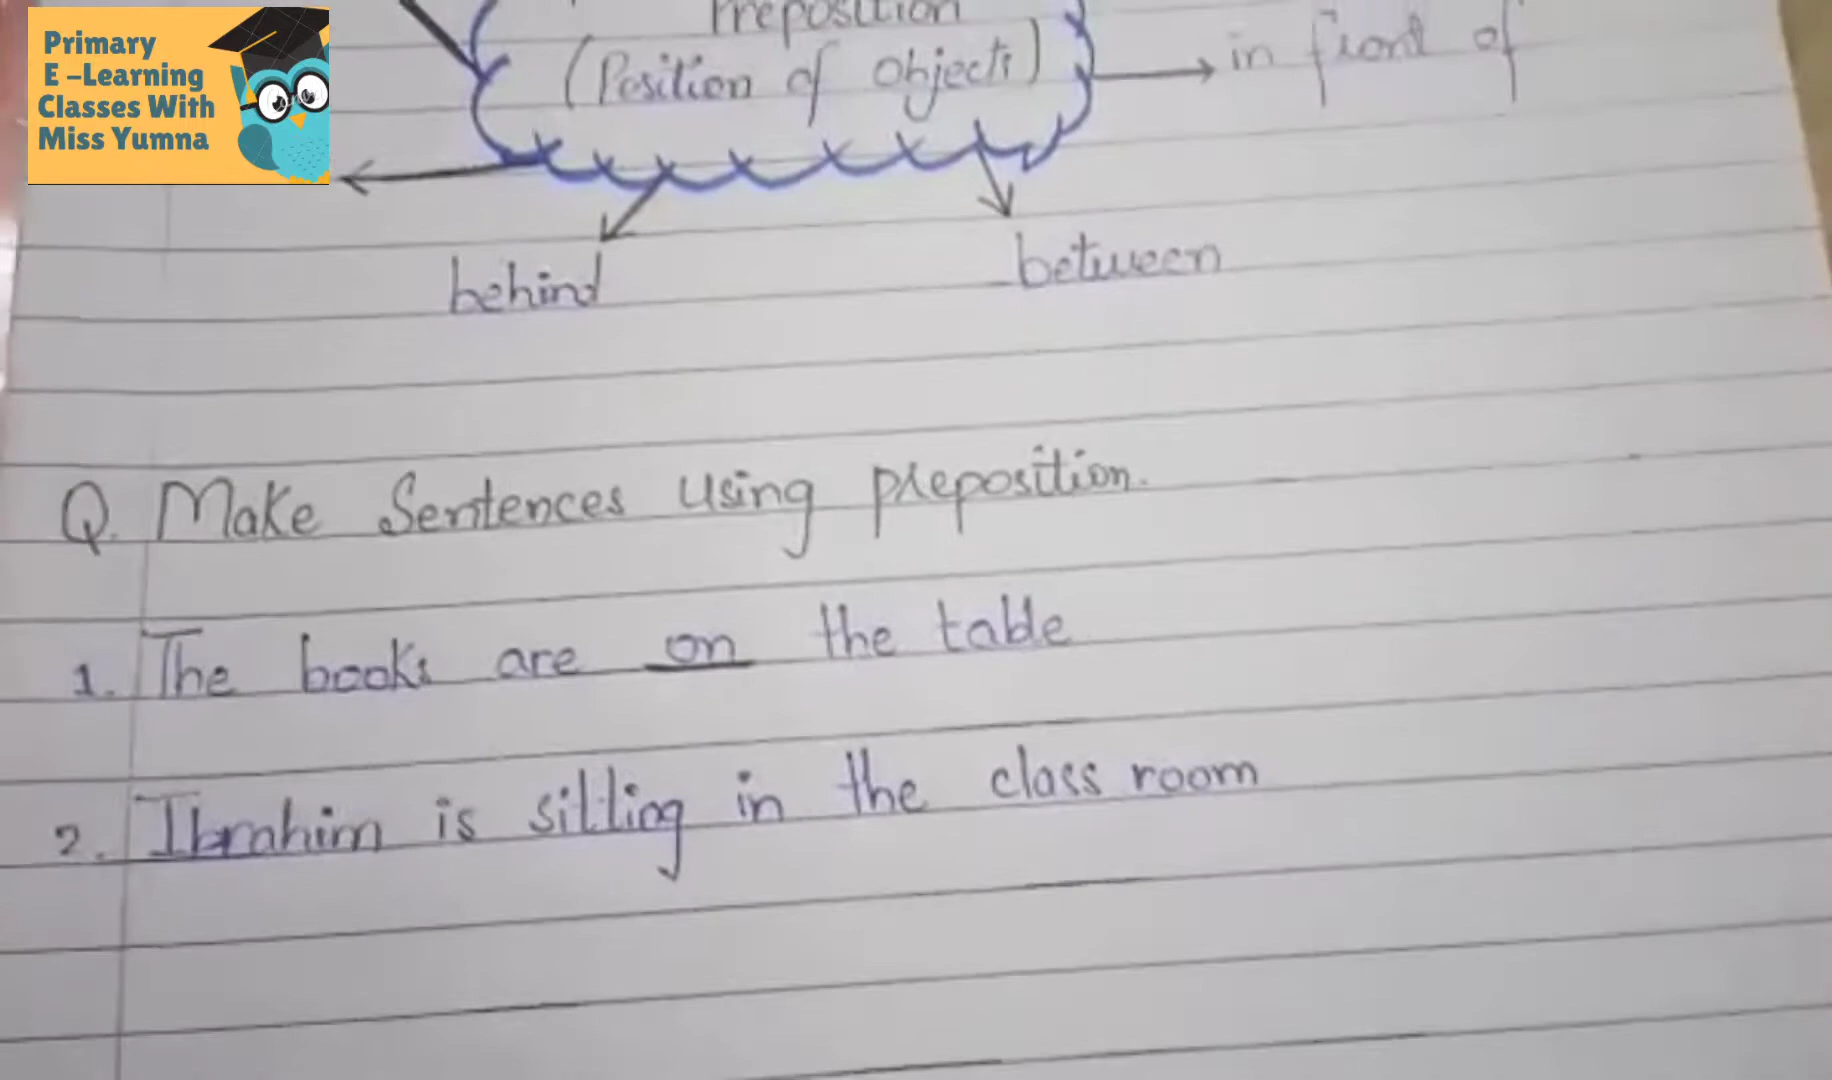 Primary
E -Learning
Classes With
Miss Yumna
Preposition
(Position of objects)
in front of
behind
between
Q. Make Sentences using preposition.
1. The books are on the table
2. Ibrahim is sitting in the class room